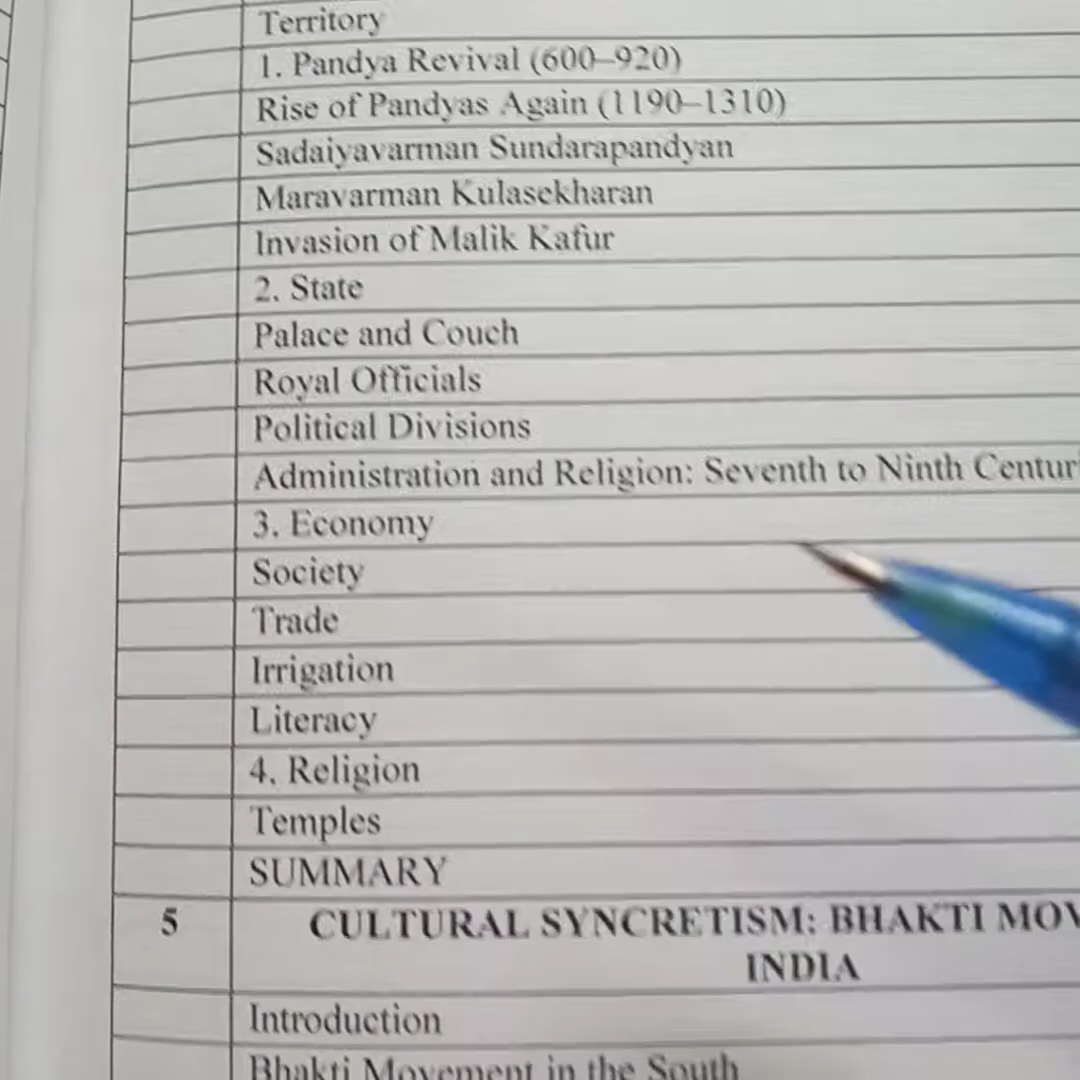 Territory
1. Pandya Revival (600–920)
Rise of Pandyas Again (1190–1310)
Sadaiyavarman Sundarapandyan
Maravarman Kulasekharan
Invasion of Malik Kafur
2. State
Palace and Couch
Royal Officials
Political Divisions
Administration and Religion: Seventh to Ninth
3. Economy
Society
Trade
Irrigation
Literacy
4. Religion
Temples
SUMMARY
5 CULTURAL SYNCRETISM: BHAKTI
INDIA
Introduction
Bhakti Movement in the South